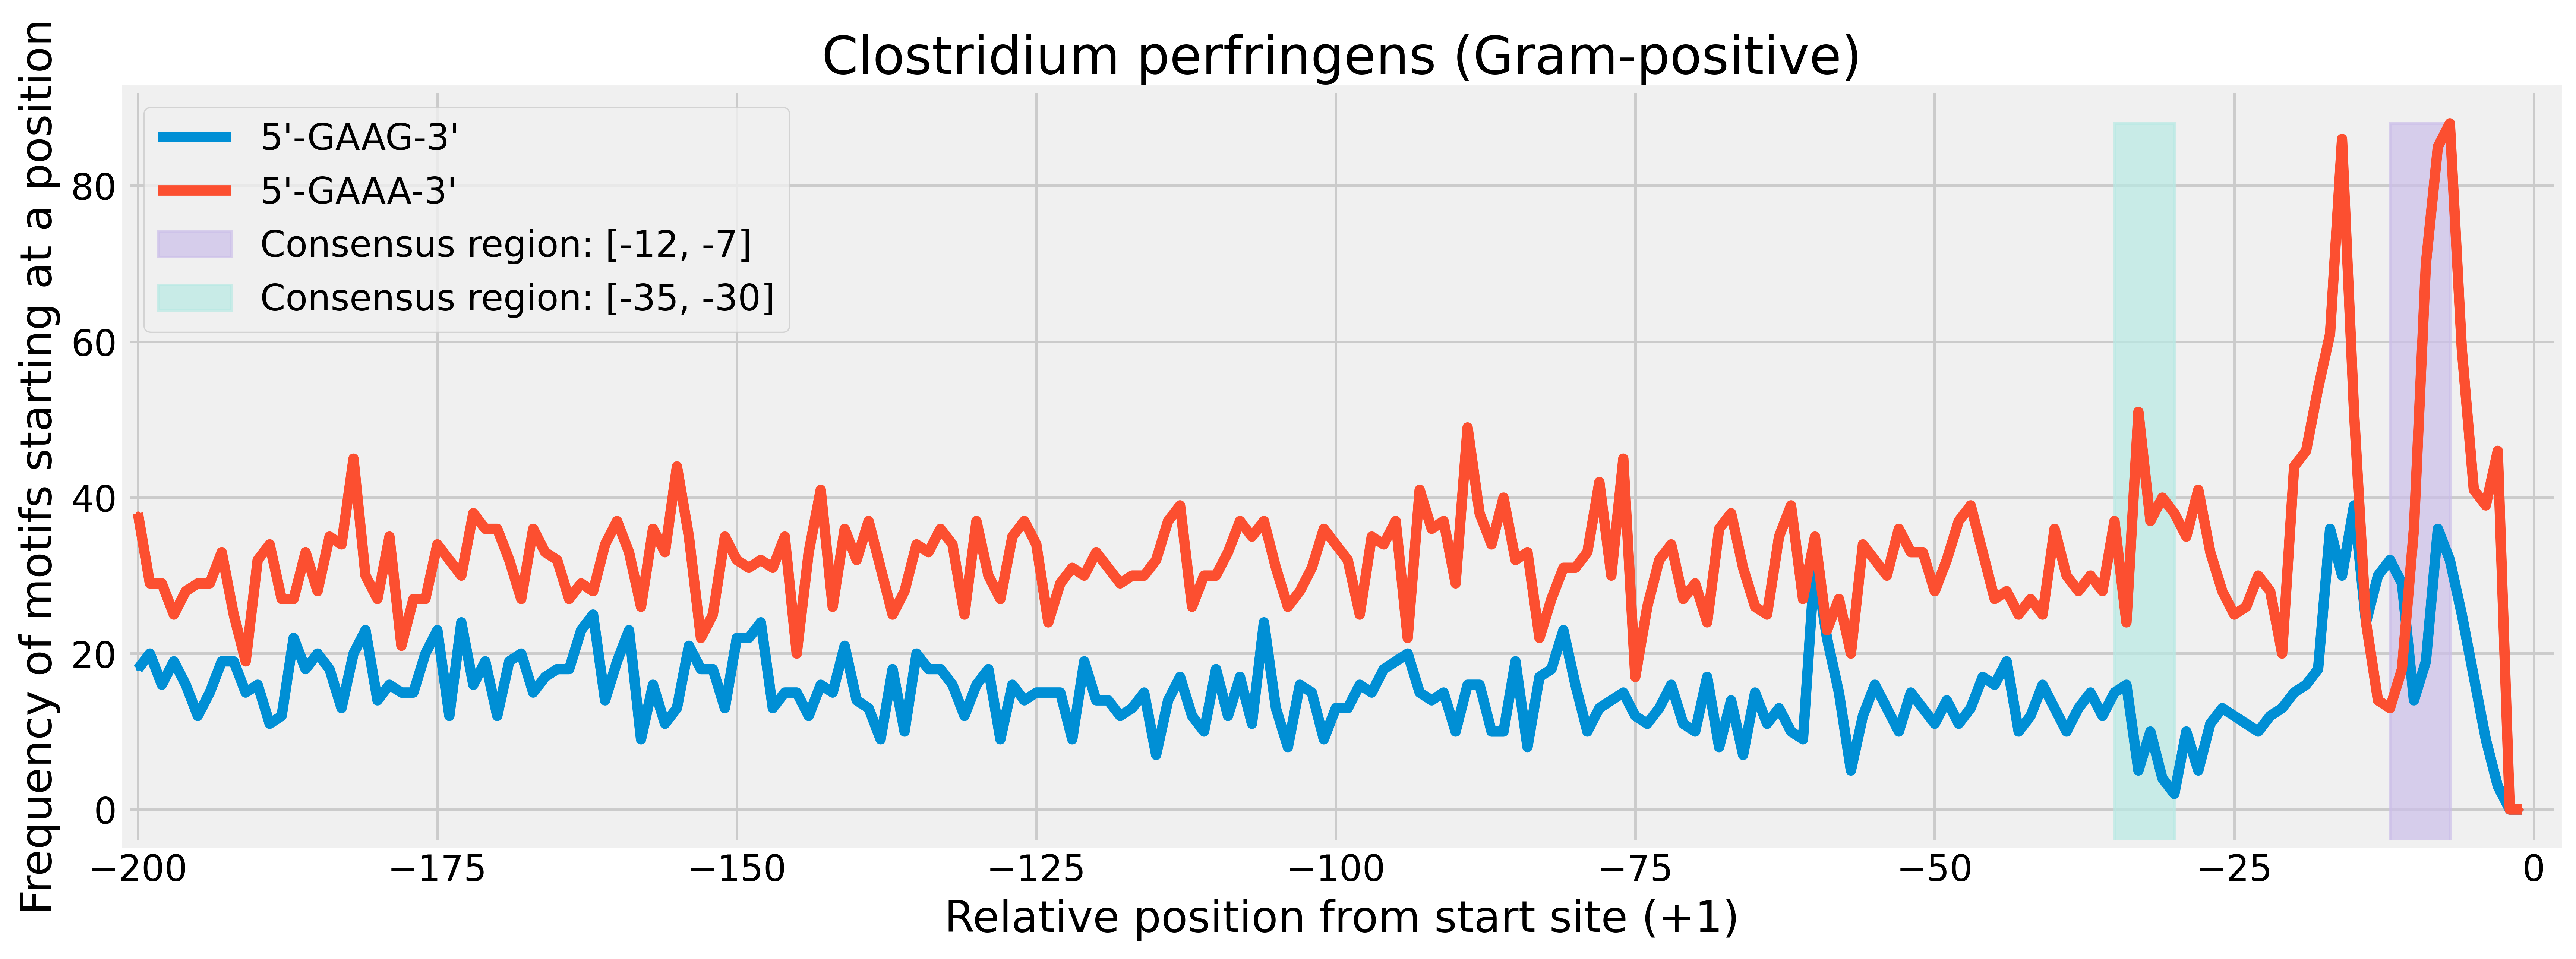 Clostridium perfringens (Gram-positive)
Frequency of motifs starting at a position
80
60
40
20
0
5'-GAAG-3'
5'-GAAA-3'
Consensus region: [-12, -7]
Consensus region: [-35, -30]
−200 −175 −150 −125 −100 −75 −50 −25 0
Relative position from start site (+1)